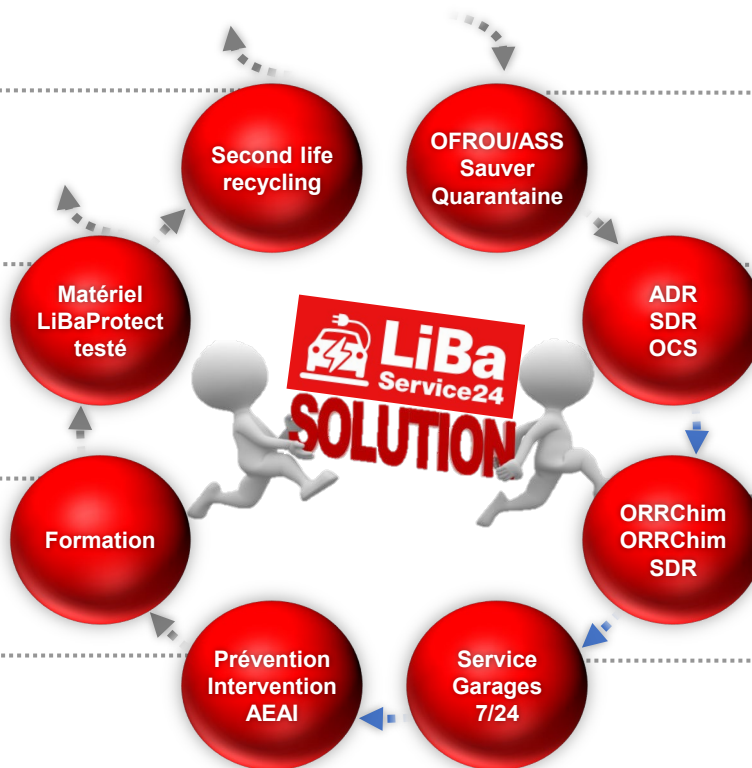 Second life
recycling
OFROU/ASS
Sauver
Quarantaine
Matériel
LiBaProtect
testé
ADR
SDR
OCS
LiBa
Service24
SOLUTION
Formation
ORRChim
ORRChim
SDR
Prévention
Intervention
AEAI
Service
Garages
7/24